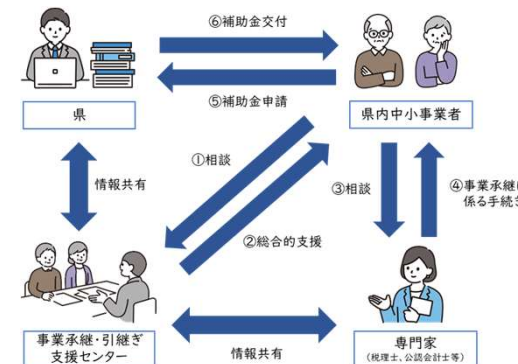 ⑥補助金交付
⑤補助金申請
県
県内中小事業者
情報共有
①相談
②総合的支援
③相談
④事業承継に
係る手続き
事業承継・引継ぎ
支援センター
情報共有
専門家
(税理士、公認会計士等)